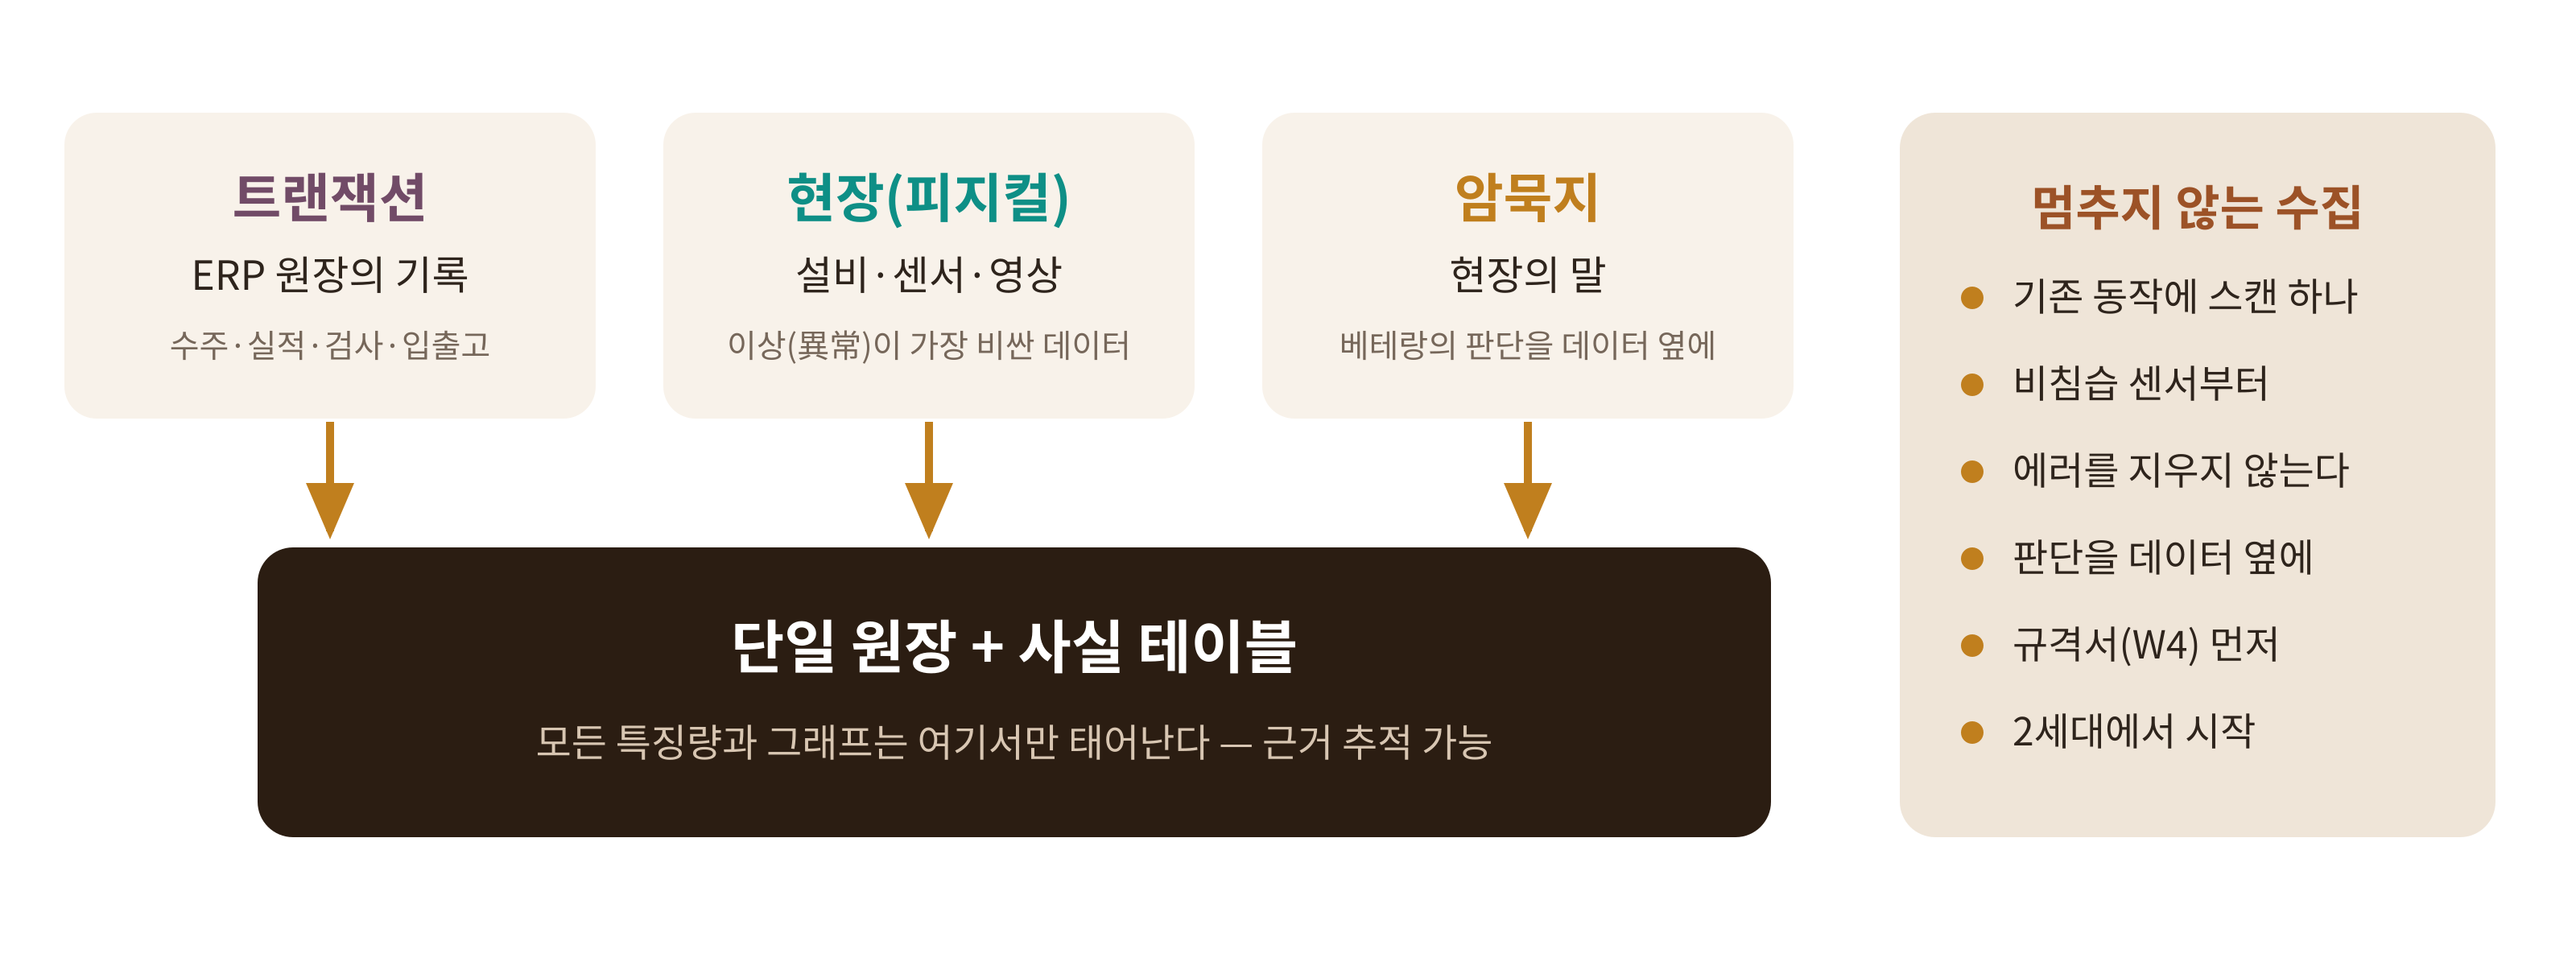 트랜잭션
ERP 원장의 기록
수주·실적·검사·입출고
현장(피지컬)
설비·센서·영상
이상(異常)이 가장 비싼 데이터
암묵지
현장의 말
베테랑의 판단을 데이터 옆에
단일 원장 + 사실 테이블
모든 특징량과 그래프는 여기서만 태어난다 — 근거 추적 가능
멈추지 않는 수집
기존 동작에 스캔 하나
비침습 센서부터
에러를 지우지 않는다
판단을 데이터 옆에
규격서(W4) 먼저
2세대에서 시작